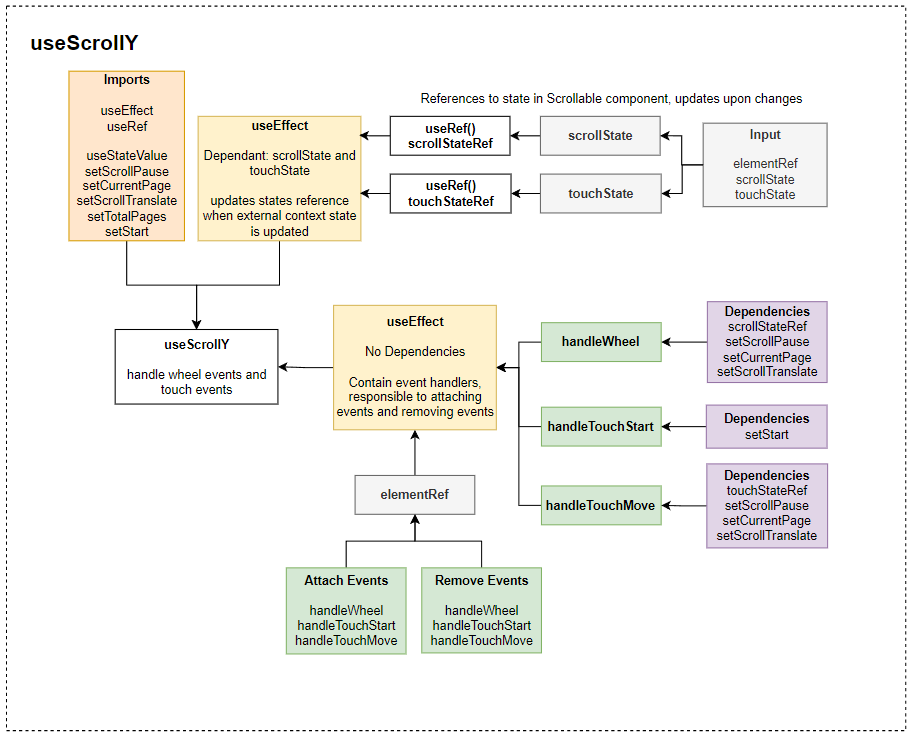 useScrollY
Imports
useEffect
useRef
useStateValue
setScrollPause
setCurrentPage
setScrollTranslate
setTotalPages
setStart
useEffect
Dependant: scrollState and
touchState
updates states reference
when external context state
is updated
References to state in Scrollable component, updates upon changes
useRef()
scrollStateRef
scrollState
useRef()
touchStateRef
touchState
Input
elementRef
scrollState
touchState
useScrollY
handle wheel events and
touch events
useEffect
No Dependencies
Contain event handlers,
responsible to attaching
events and removing events
handleWheel
Dependencies
scrollStateRef
setScrollPause
setCurrentPage
setScrollTranslate
handleTouchStart
Dependencies
setStart
handleTouchMove
Dependencies
touchStateRef
setScrollPause
setCurrentPage
setScrollTranslate
elementRef
Attach Events
handleWheel
handleTouchStart
handleTouchMove
Remove Events
handleWheel
handleTouchStart
handleTouchMove